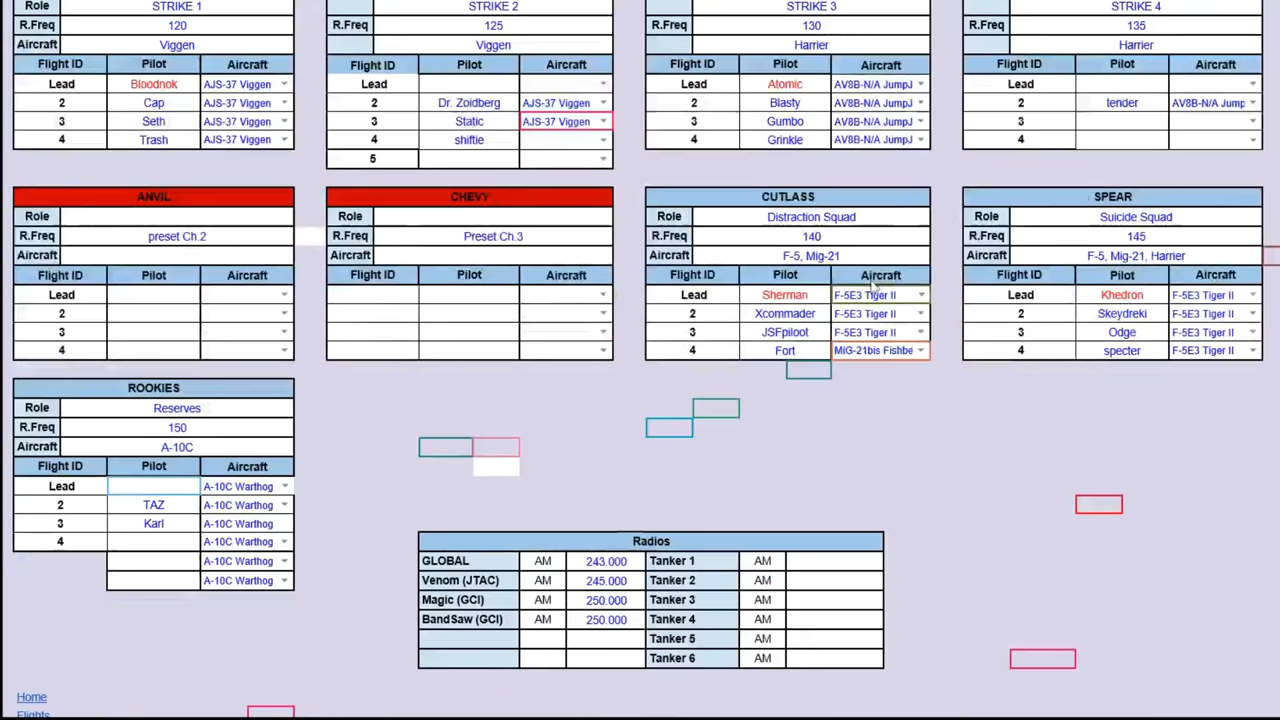 Role STRIKE 1
R.Freq 120
Aircraft Viggen
Flight ID Pilot Aircraft
Lead Bloodnok AJS-37 Viggen
2 Cap AJS-37 Viggen
3 Seth AJS-37 Viggen
4 Trash AJS-37 Viggen
STRIKE 2
R.Freq 125
Viggen
Flight ID Pilot Aircraft
Lead
2 Dr. Zoidberg AJS-37 Viggen
3 Static AJS-37 Viggen
4 shiftie
5
STRIKE 3
R.Freq 130
Harrier
Flight ID Pilot Aircraft
Lead Atomic AV8B-N/A JumpJ
2 Blasty AV8B-N/A JumpJ
3 Gumbo AV8B-N/A JumpJ
4 Grinkle AV8B-N/A JumpJ
STRIKE 4
R.Freq 135
Harrier
Flight ID Pilot Aircraft
Lead
2 tender AV8B-N/A Jump
3
4
ANVIL
Role
R.Freq preset Ch.2
Aircraft
Flight ID Pilot Aircraft
Lead
2
3
4
CHEVY
Role
R.Freq Preset Ch.3
Aircraft
Flight ID Pilot Aircraft
Lead
2
3
4
CUTLASS
Role Distraction Squad
R.Freq 140
Aircraft F-5, Mig-21
Flight ID Pilot Aircraft
Lead Sherman F-5E3 Tiger II
2 Xcommader F-5E3 Tiger II
3 JSFpiloot F-5E3 Tiger II
4 Fort MiG-21bis Fishbe
SPEAR
Role Suicide Squad
R.Freq 145
Aircraft F-5, Mig-21, Harrier
Flight ID Pilot Aircraft
Lead Khedron F-5E3 Tiger II
2 Skeydreki F-5E3 Tiger II
3 Odge F-5E3 Tiger II
4 specter F-5E3 Tiger II
ROOKIES
Role Reserves
R.Freq 150
Aircraft A-10C
Flight ID Pilot Aircraft
Lead A-10C Warthog
2 TAZ A-10C Warthog
3 Karl A-10C Warthog
4 A-10C Warthog
A-10C Warthog
A-10C Warthog
Radios
GLOBAL AM 243.000 Tanker 1 AM
Venom (JTAC) AM 245.000 Tanker 2 AM
Magic (GCI) AM 250.000 Tanker 3 AM
BandSaw (GCI) AM 250.000 Tanker 4 AM
Tanker 5 AM
Tanker 6 AM
Home
Flights